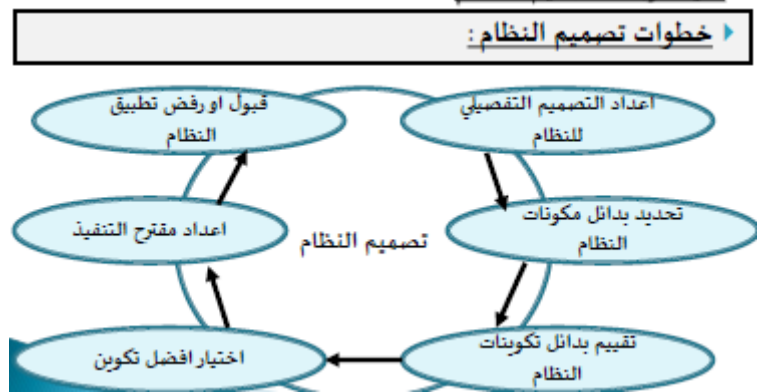 خطوات تصميم النظام:
اعداد التصميم التفصيلي
للنظام
تحديد بدائل مكونات
النظام
تقييم بدائل تكوينات
النظام
اختيار افضل تكوين
اعداد مقترح التنفيذ
قبول او رفض تطبيق
النظام
تصميم النظام